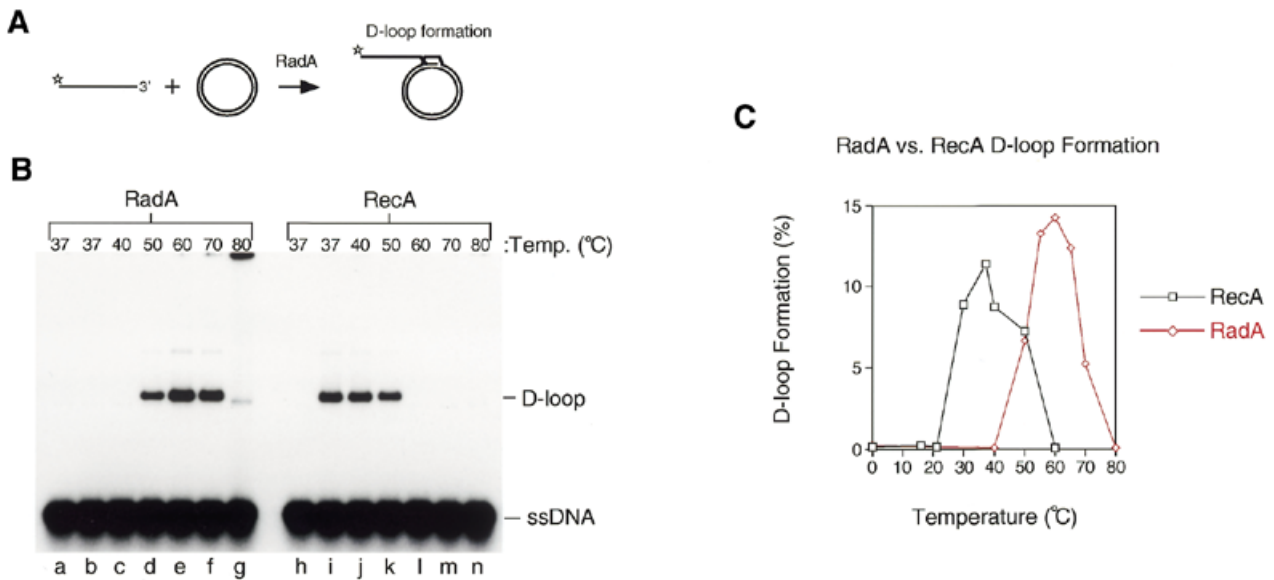 A
D-loop formation
RadA
3'
+
B
RadA
RecA
37 37 40 50 60 70 80 37 37 40 50 60 70 80 :Temp. (°C)
D-loop
ssDNA
a b c d e f g h i j k l m n
C
RadA vs. RecA D-loop Formation
D-loop Formation (%)
15
10
5
0
0 10 20 30 40 50 60 70 80
Temperature (°C)
RecA
RadA